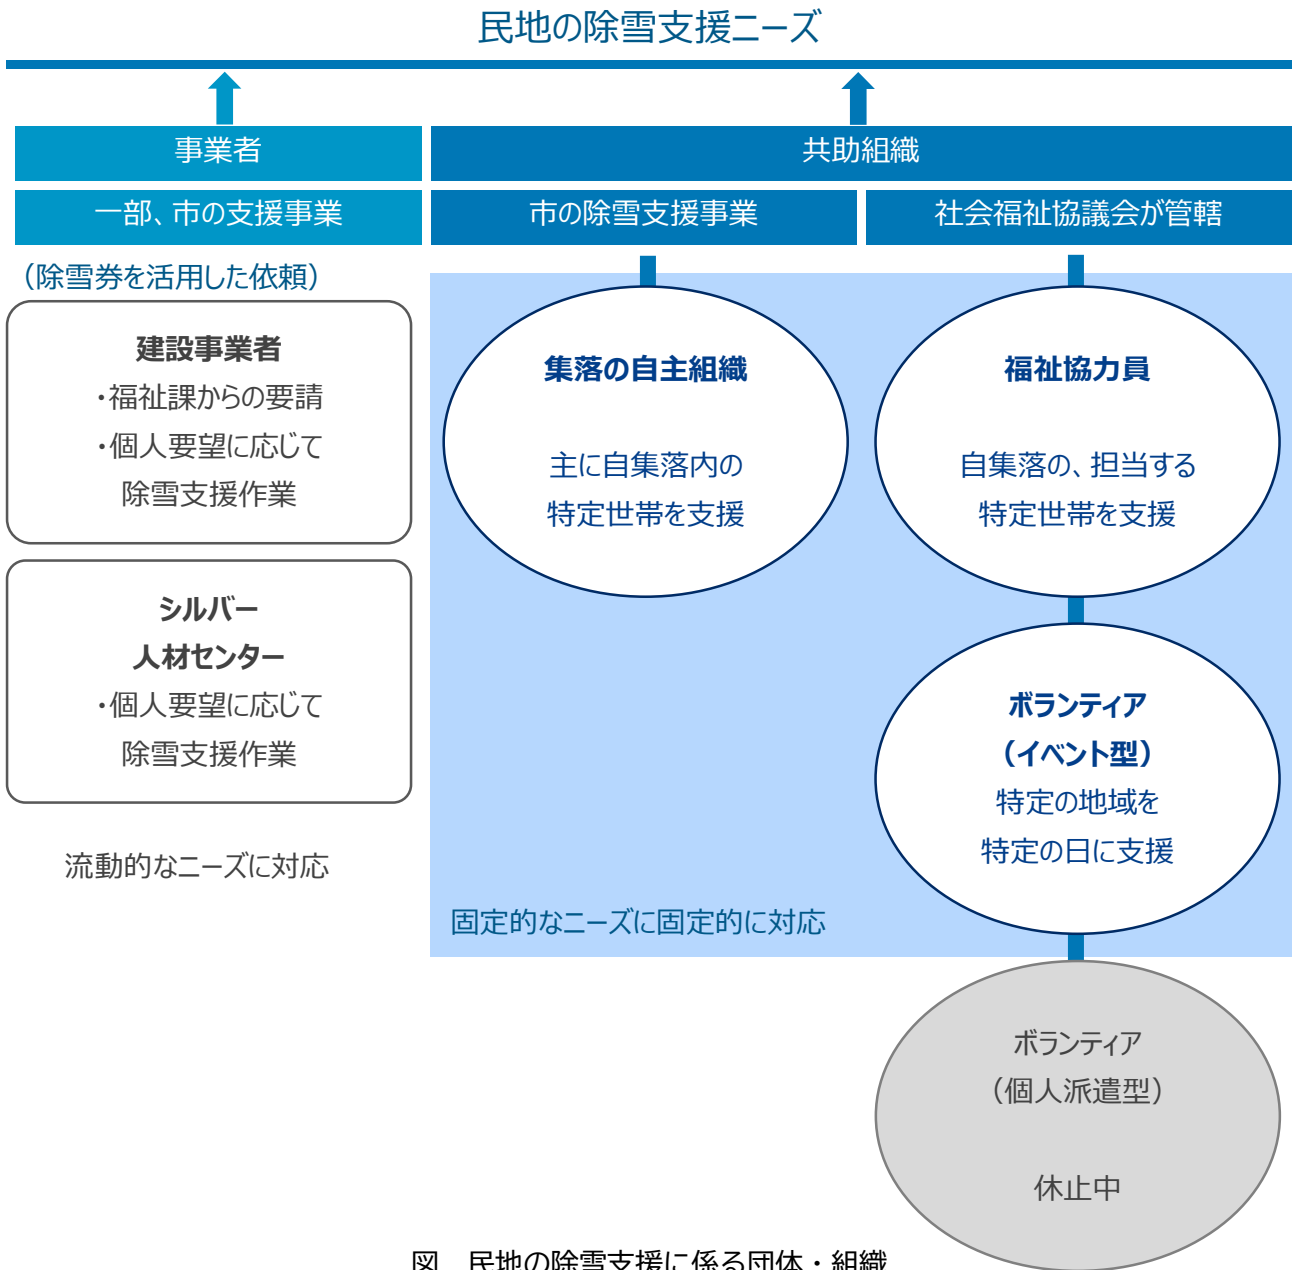 民地の除雪支援ニーズ
事業者
共助組織
一部、市の支援事業
市の除雪支援事業
社会福祉協議会が管轄
（除雪券を活用した依頼）
建設事業者
・福祉課からの要請
・個人要望に応じて
除雪支援作業
シルバー
人材センター
・個人要望に応じて
除雪支援作業
流動的なニーズに対応
集落の自主組織
主に自集落内の
特定世帯を支援
福祉協力員
自集落の、担当する
特定世帯を支援
ボランティア
（イベント型）
特定の地域を
特定の日に支援
固定的なニーズに固定的に対応
ボランティア
（個人派遣型）
休止中
図　民地の除雪支援に係る団体・組織